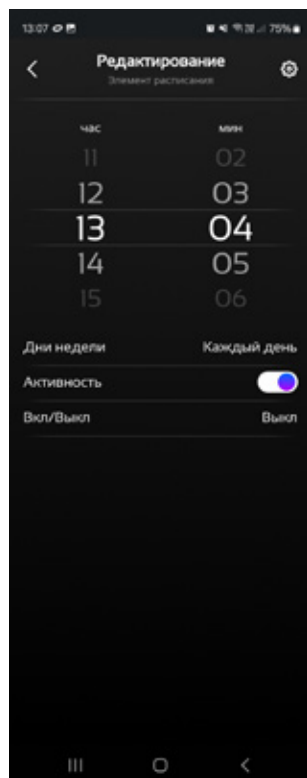 13:07 75%
Редактирование
Элемент расписания
час мин
11 02
12 03
13 04
14 05
15 06
Дни недели Каждый день
Активность
Вкл/Выкл Выкл